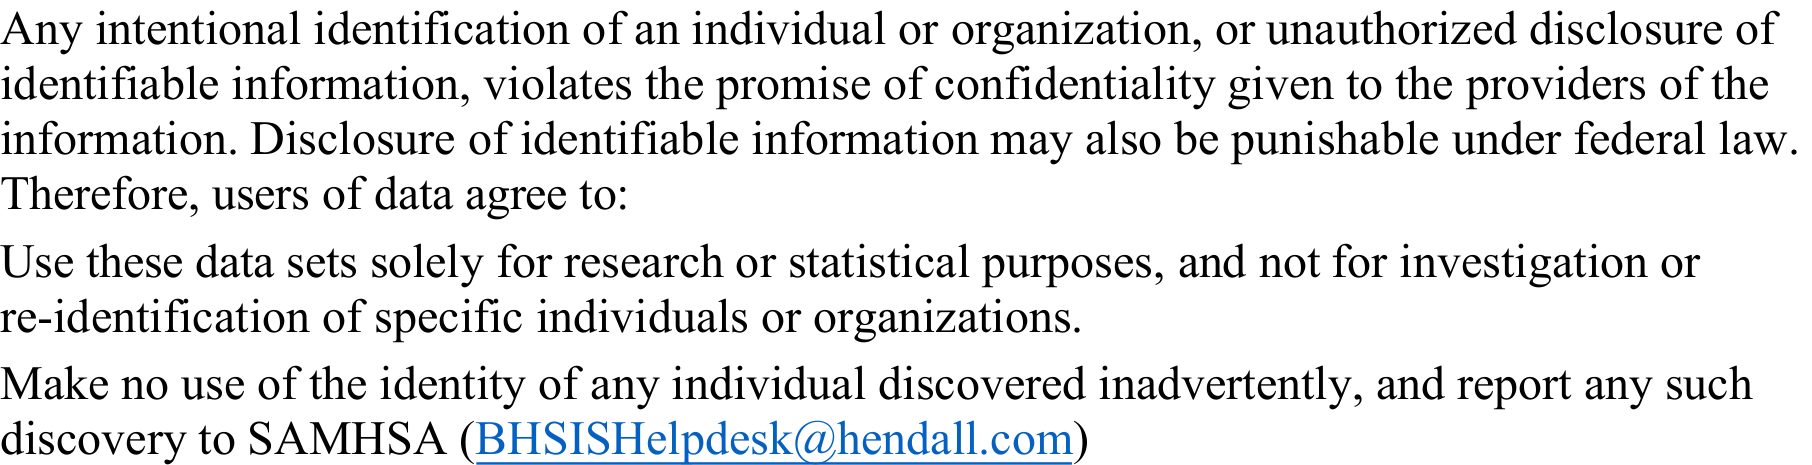 Any intentional identification of an individual or organization, or unauthorized disclosure of
identifiable information, violates the promise of confidentiality given to the providers of the
information. Disclosure of identifiable information may also be punishable under federal law.
Therefore, users of data agree to:
Use these data sets solely for research or statistical purposes, and not for investigation or
re-identification of specific individuals or organizations.
Make no use of the identity of any individual discovered inadvertently, and report any such
discovery to SAMHSA (BHSISHelpdesk@hendall.com)